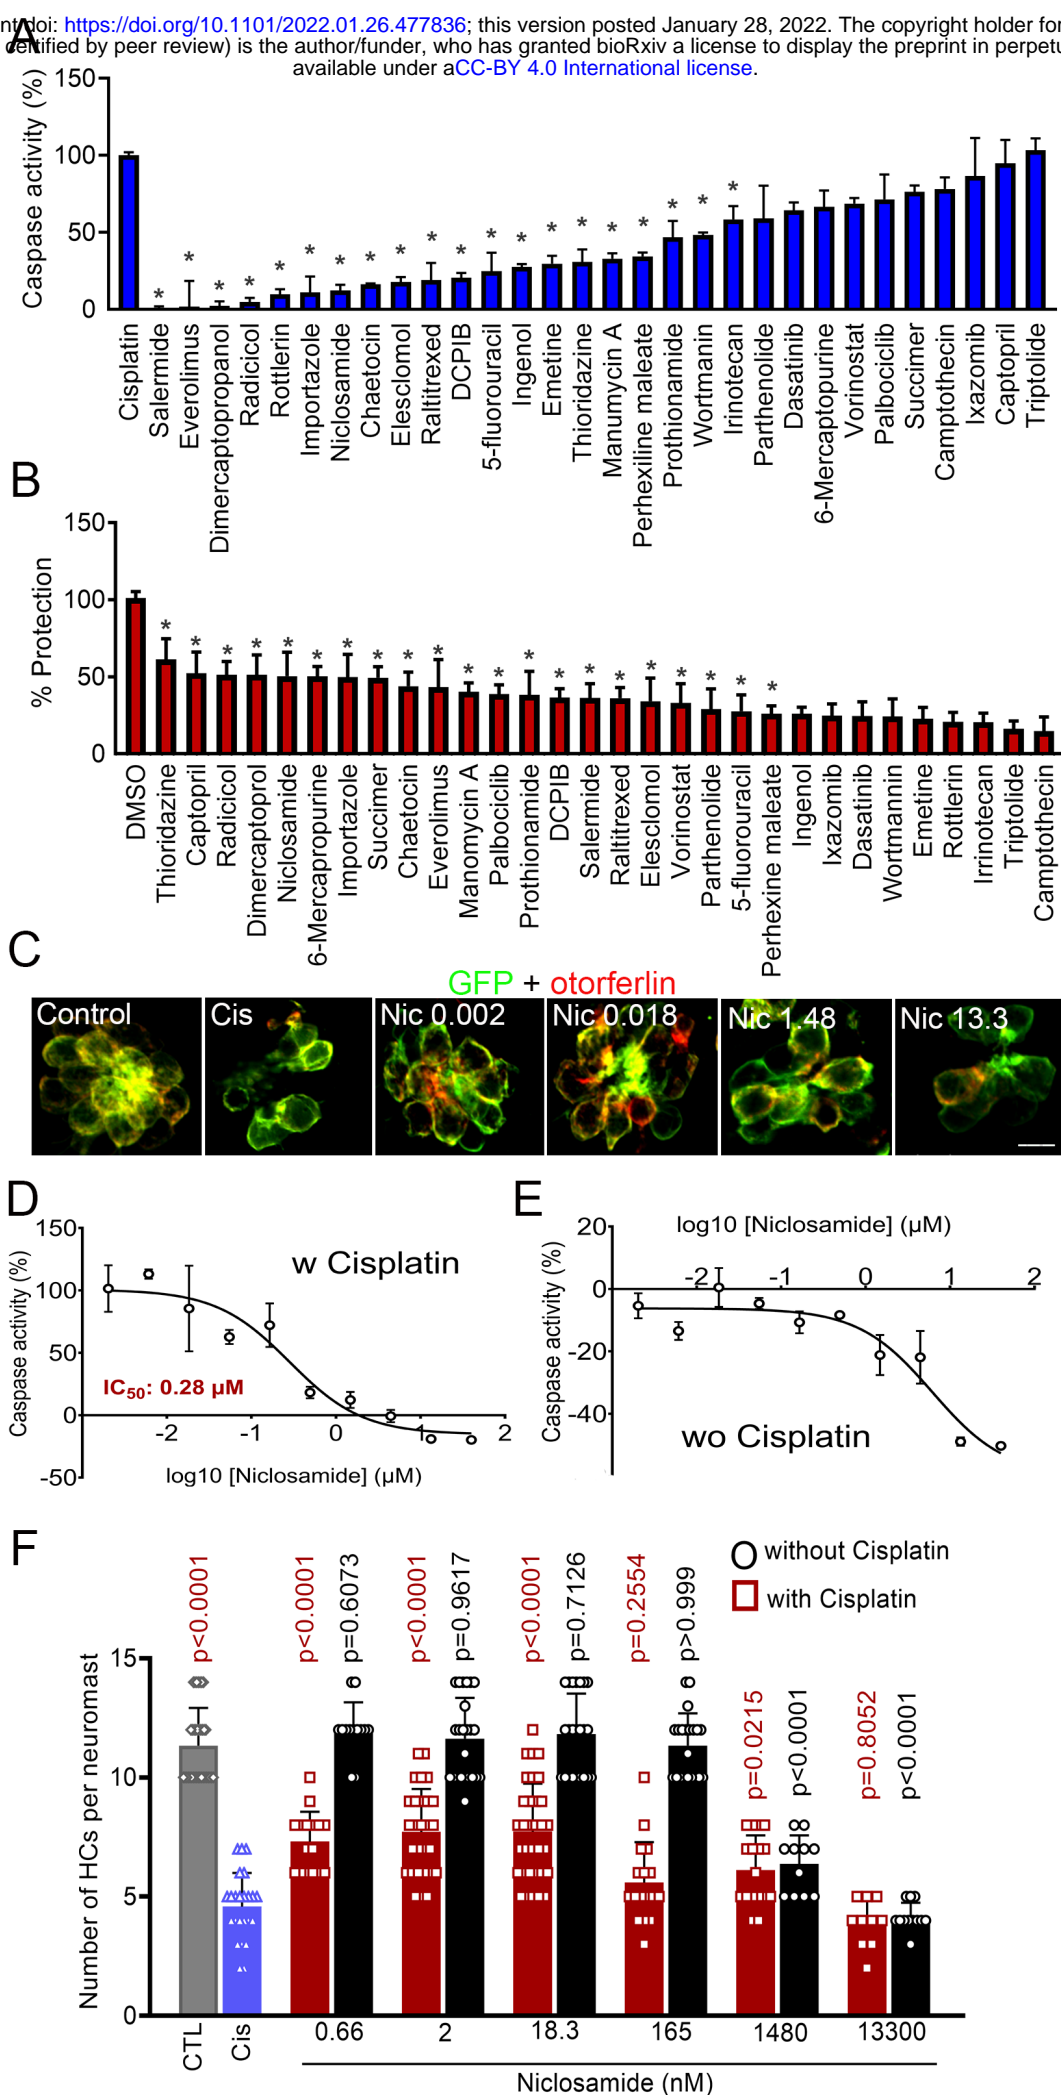 nt doi: https://doi.org/10.1101/2022.01.26.477836; this version posted January 28, 2022. The copyright holder for
certified by peer review) is the author/funder, who has granted bioRxiv a license to display the preprint in perpetu
available under aCC-BY 4.0 International license.
A
Caspase activity (%)
150
100
50
0
* * * * * * * * * * * * * * * * * * * *
Cisplatin
Salermide
Everolimus
Dimercaptopropanol
Radicicol
Rottlerin
Importazole
Niclosamide
Chaetocin
Elesclomol
Raltitrexed
DCPIB
5-flurouracil
Ingenol
Emetine
Thioridazine
Manumycin A
Perhexiline maleate
Prothionamide
Wortmanin
Irinotecan
Parthenolide
Dasatinib
6-Mercaptopurine
Vorinostat
Palbociclib
Succimer
Camptothecin
Ixazomib
Captopril
Triptolide
B
% Protection
150
100
50
0
* * * * * * * * * * * * * * * * * * * * *
DMSO
Thioridazine
Captopril
Radicicol
Dimercaptoprol
Niclosamide
6-Mercapropurine
Importazole
Succimer
Chaetocin
Everolimus
Manomycin A
Palbociclib
Prothionamide
DCPIB
Salermide
Raltitrexed
Elesclomol
Vorinostat
Parthenolide
5-fluorouracil
Perhexine maleate
Ingenol
Ixazomib
Dasatinib
Wortmannin
Emetine
Rottlerin
Irrinotecan
Triptolide
Camptothecin
C
GFP + otorferlin
Control
Cis
Nic 0.002
Nic 0.018
Nic 1.48
Nic 13.3
D
Caspase activity (%)
150
100
50
0
-50
w Cisplatin
IC50: 0.28 µM
-2 -1 0 1 2
log10 [Niclosamide] (µM)
E
log10 [Niclosamide] (µM)
Caspase activity (%)
20
0
-20
-40
-2 -1 0 1 2
wo Cisplatin
F
without Cisplatin
with Cisplatin
p<0.0001
p<0.0001
p=0.6073
p<0.0001
p=0.9617
p<0.0001
p=0.7126
p=0.2554
p>0.999
p=0.0215
p<0.0001
p=0.8052
p<0.0001
Number of HCs per neuromast
15
10
5
0
CTL
Cis
0.66 2 18.3 165 1480 13300
Niclosamide (nM)